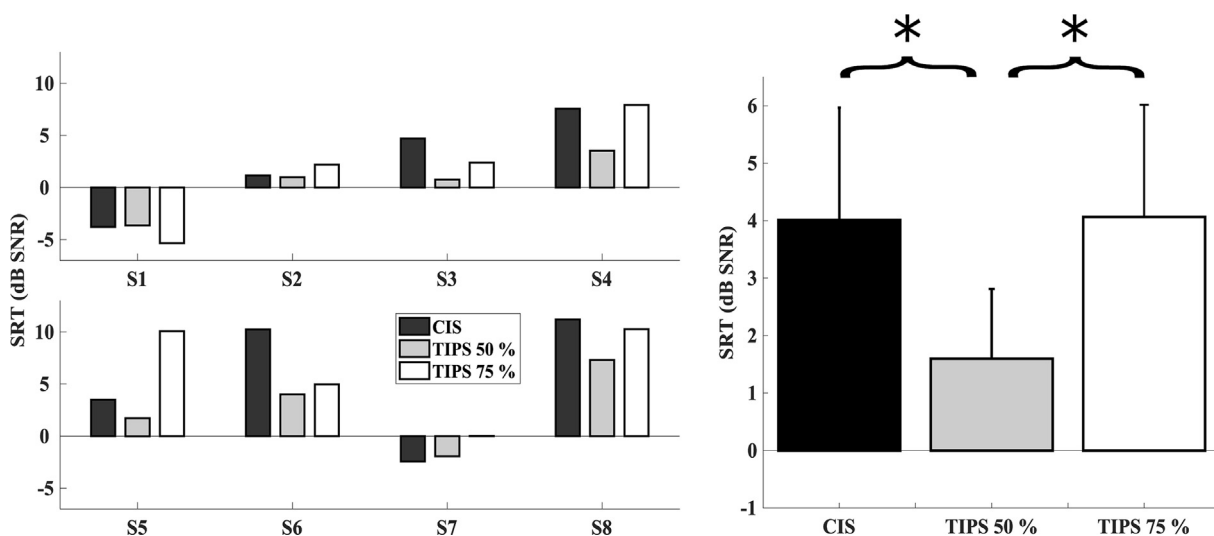 SRT (dB SNR)
10
5
0
-5
S1 S2 S3 S4
10
5
0
-5
S5 S6 S7 S8
CIS
TIPS 50 %
TIPS 75 %
* *
SRT (dB SNR)
6
5
4
3
2
1
0
-1
CIS TIPS 50 % TIPS 75 %